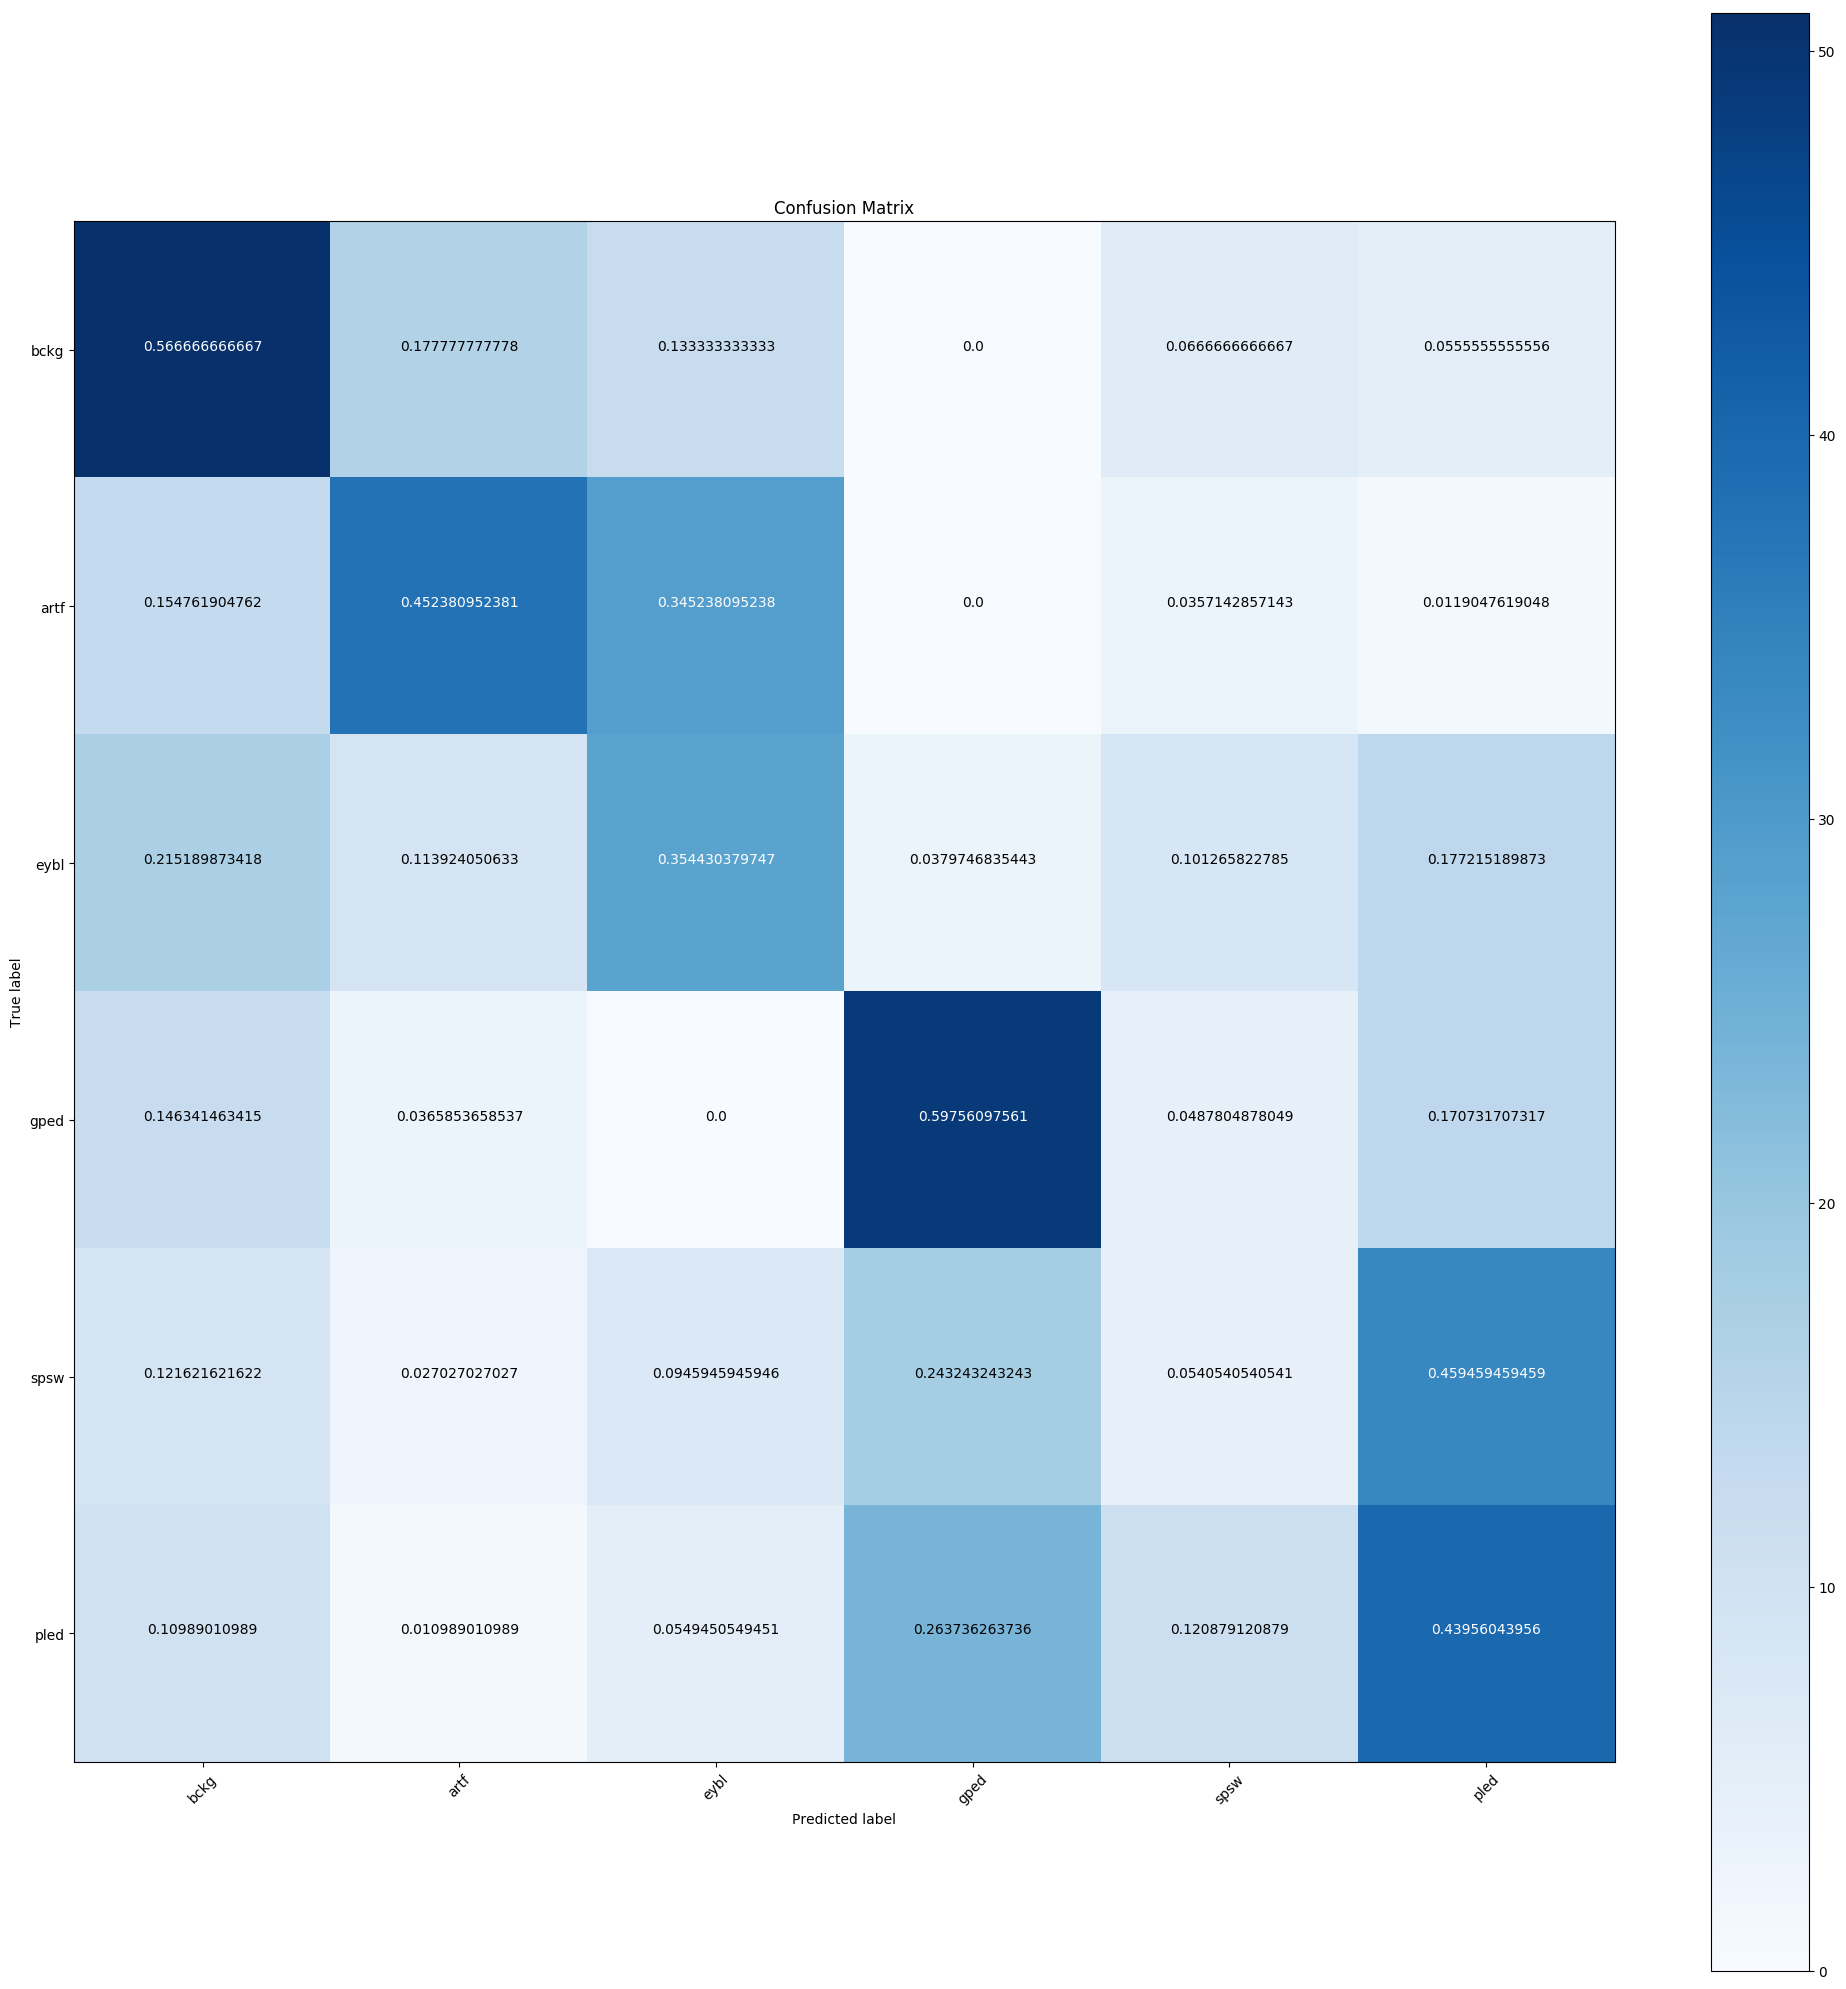 Confusion Matrix
50
40
30
20
10
0
True label
bckg 0.566666666667 0.177777777778 0.133333333333 0.0 0.0666666666667 0.0555555555556
artf 0.154761904762 0.452380952381 0.345238095238 0.0 0.0357142857143 0.0119047619048
eybl 0.215189873418 0.113924050633 0.354430379747 0.0379746835443 0.101265822785 0.177215189873
gped 0.146341463415 0.0365853658537 0.0 0.59756097561 0.0487804878049 0.170731707317
spsw 0.121621621622 0.027027027027 0.0945945945946 0.243243243243 0.0540540540541 0.459459459459
pled 0.10989010989 0.010989010989 0.0549450549451 0.263736263736 0.120879120879 0.43956043956
bckg artf eybl gped spsw pled
Predicted label